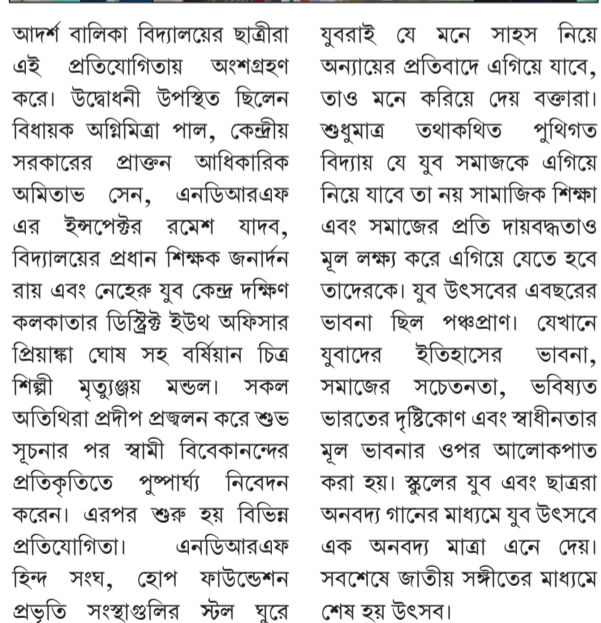 আদর্শ বালিকা বিদ্যালয়ের ছাত্রীরা
এই প্রতিযোগিতায় অংশগ্রহণ
করে। উদ্বোধনী উপস্থিত ছিলেন
বিধায়ক অগ্নিমিত্রা পাল, কেন্দ্রীয়
সরকারের প্রাক্তন আধিকারিক
অমিতাভ সেন, এনডিআরএফ
এর ইন্সপেক্টর রমেশ যাদব,
বিদ্যালয়ের প্রধান শিক্ষক জনার্দন
রায় এবং নেহেরু যুব কেন্দ্র দক্ষিণ
কলকাতার ডিস্ট্রিক্ট ইউথ অফিসার
প্রিয়াঙ্কা ঘোষ সহ বর্ষিয়ান চিত্র
শিল্পী মৃত্যুঞ্জয় মন্ডল। সকল
অতিথিরা প্রদীপ প্রজ্বলন করে শুভ
সূচনার পর স্বামী বিবেকানন্দের
প্রতিকৃতিতে পুষ্পার্ঘ্য নিবেদন
করেন। এরপর শুরু হয় বিভিন্ন
প্রতিযোগিতা। এনডিআরএফ
হিন্দ সংঘ, হোপ ফাউন্ডেশন
প্রভৃতি সংস্থাগুলির স্টল ঘুরে
যুবরাই যে মনে সাহস নিয়ে
অন্যায়ের প্রতিবাদে এগিয়ে যাবে,
তাও মনে করিয়ে দেয় বক্তারা।
শুধুমাত্র তথাকথিত পুথিগত
বিদ্যায় যে যুব সমাজকে এগিয়ে
নিয়ে যাবে তা নয় সামাজিক শিক্ষা
এবং সমাজের প্রতি দায়বদ্ধতাও
মূল লক্ষ্য করে এগিয়ে যেতে হবে
তাদেরকে। যুব উৎসবের এবছরের
ভাবনা ছিল পঞ্চপ্রাণ। যেখানে
যুবাদের ইতিহাসের ভাবনা,
সমাজের সচেতনতা, ভবিষ্যত
ভারতের দৃষ্টিকোণ এবং স্বাধীনতার
মূল ভাবনার ওপর আলোকপাত
করা হয়। স্কুলের যুব এবং ছাত্ররা
অনবদ্য গানের মাধ্যমে যুব উৎসবে
এক অনবদ্য মাত্রা এনে দেয়।
সবশেষে জাতীয় সঙ্গীতের মাধ্যমে
শেষ হয় উৎসব।